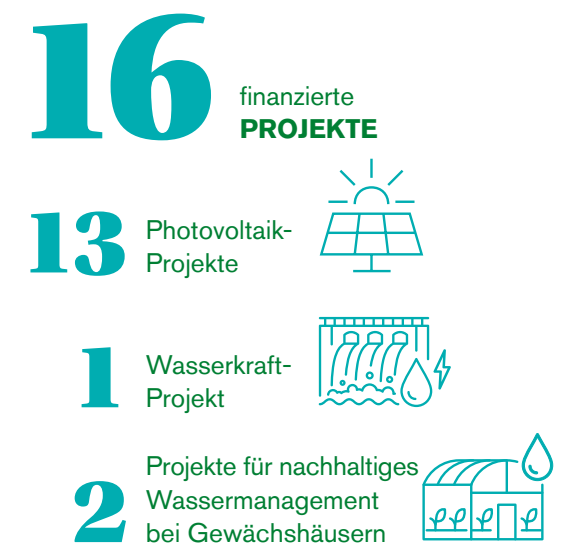 16 finanzierte
PROJEKTE
13 Photovoltaik-
Projekte
1 Wasserkraft-
Projekt
Projekte für nachhaltiges
Wassermanagement
2 bei Gewächshäusern